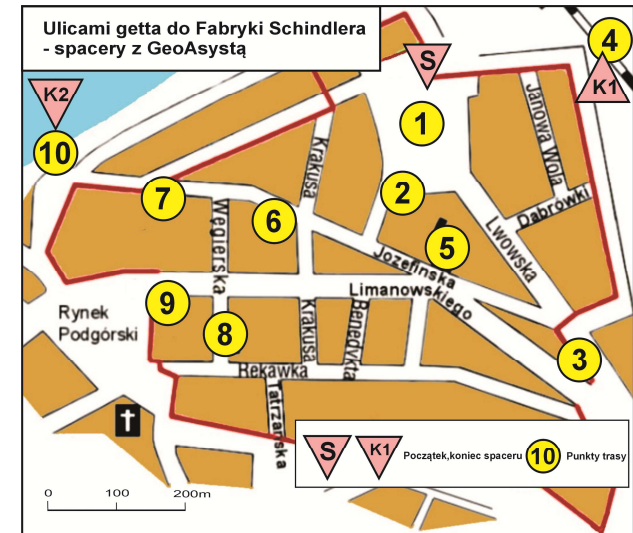 Ulicami getta do Fabryki Schindlera
- spacery z GeoAsystą
S
4
K1
K2
10
1
Janowa Wola
Krakusa
2
7
6
Dąbrówki
Węgierska
5
Lwowska
Józefińska
Limanowskiego
9
Rynek
Podgórski
8
Krakusa
Benedykta
3
Rękawka
Tatrzańska
S
K1
Początek,koniec spaceru
10
Punkty trasy
0 100 200m